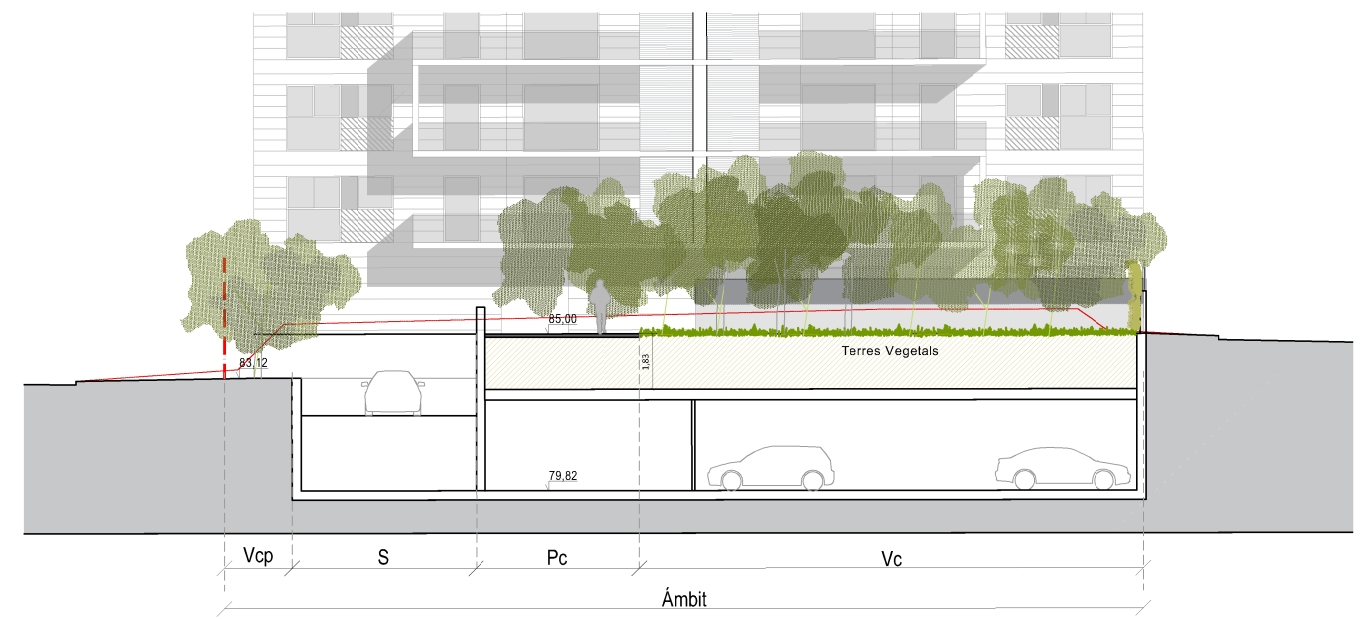 85,00
83,12
Terres Vegetals
1,83
79,82
Vcp
S
Pc
Vc
Ámbit